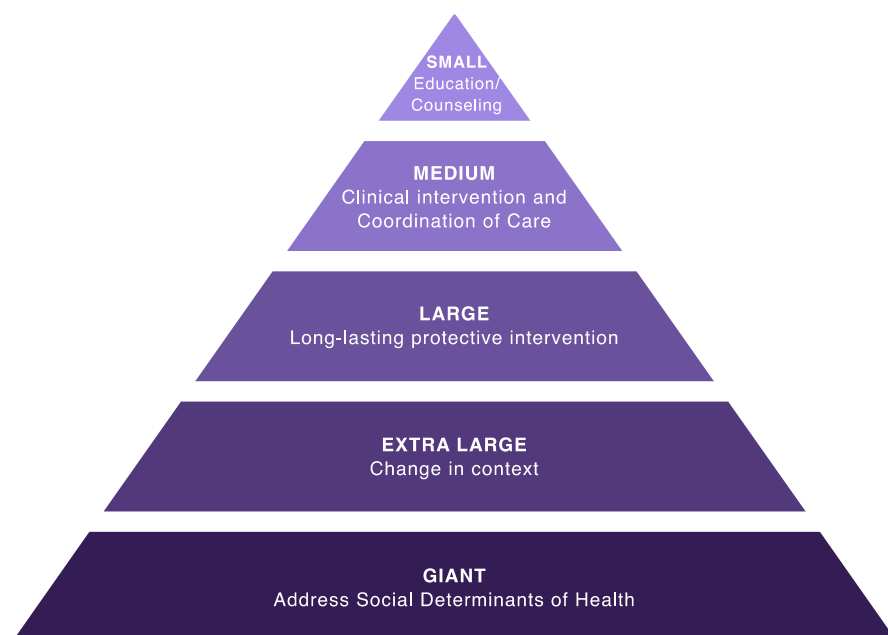 SMALL
Education/
Counseling
MEDIUM
Clinical intervention and
Coordination of Care
LARGE
Long-lasting protective intervention
EXTRA LARGE
Change in context
GIANT
Address Social Determinants of Health